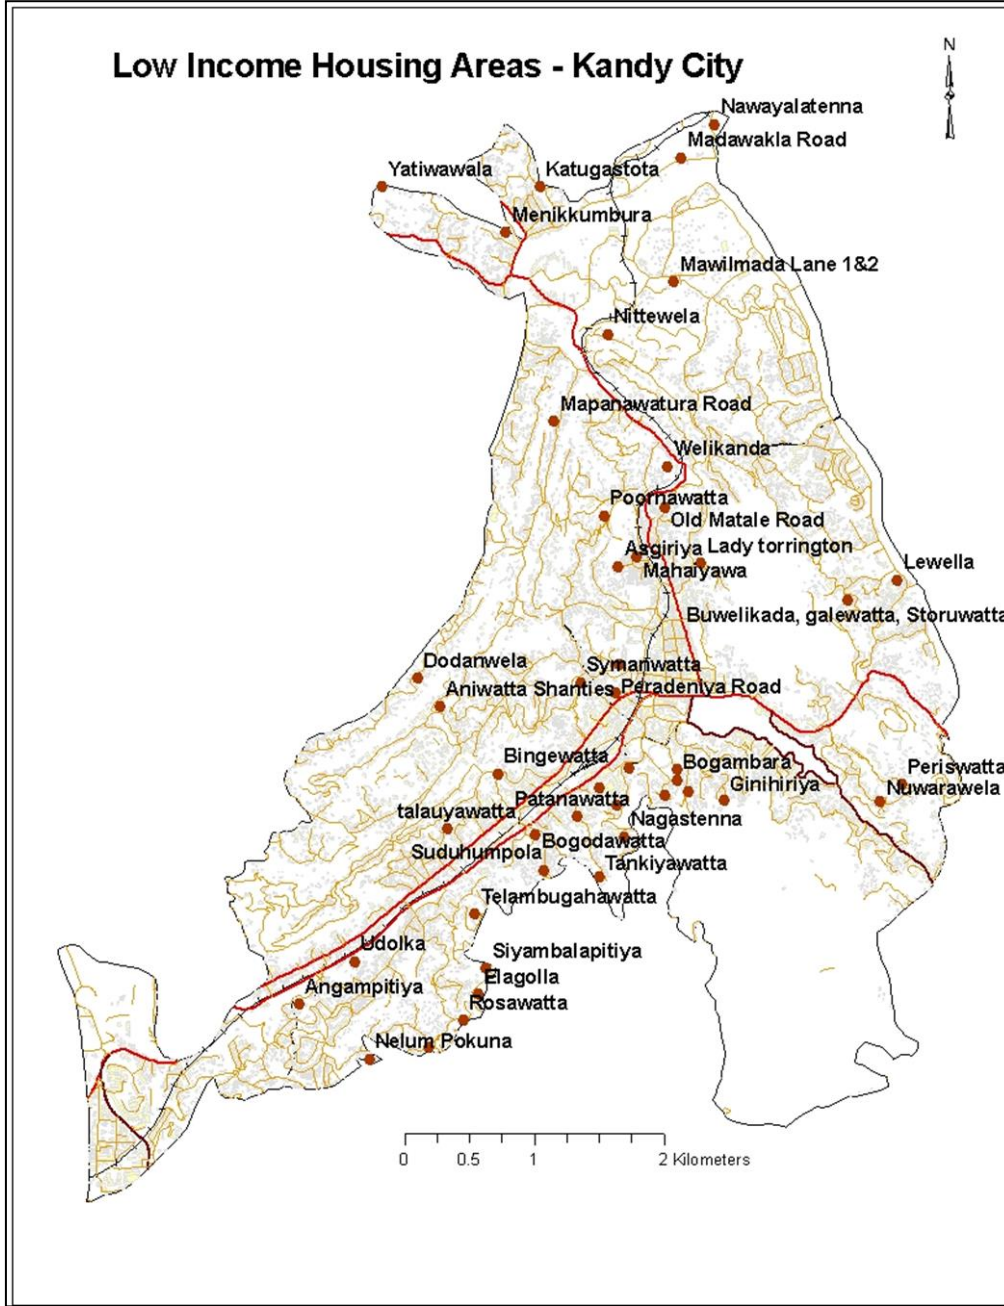 Low Income Housing Areas - Kandy City
N
Nawayalatenna
Madawakla Road
Yatiwawala
Katugastota
Menikkumbura
Mawilmada Lane 1&2
Nittewela
Mapanawatura Road
Welikanda
Poornawatta
Old Matale Road
Asgiriya
Lady torrington
Mahaiyawa
Lewella
Buwelikada, galewatta, Storuwatta
Dodanwela
Symanwatta
Aniwatta Shanties
Peradeniya Road
Bingewatta
Bogambara
Periswatta
Ginihiriya
Nuwarawela
Patanawatta
talauyawatta
Nagastenna
Suduhumpola
Bogodawatta
Tankiyawatta
Telambugahawatta
Udolka
Siyambalapitiya
Elagolla
Angampitiya
Rosawatta
Nelum Pokuna
0 0.5 1 2 Kilometers